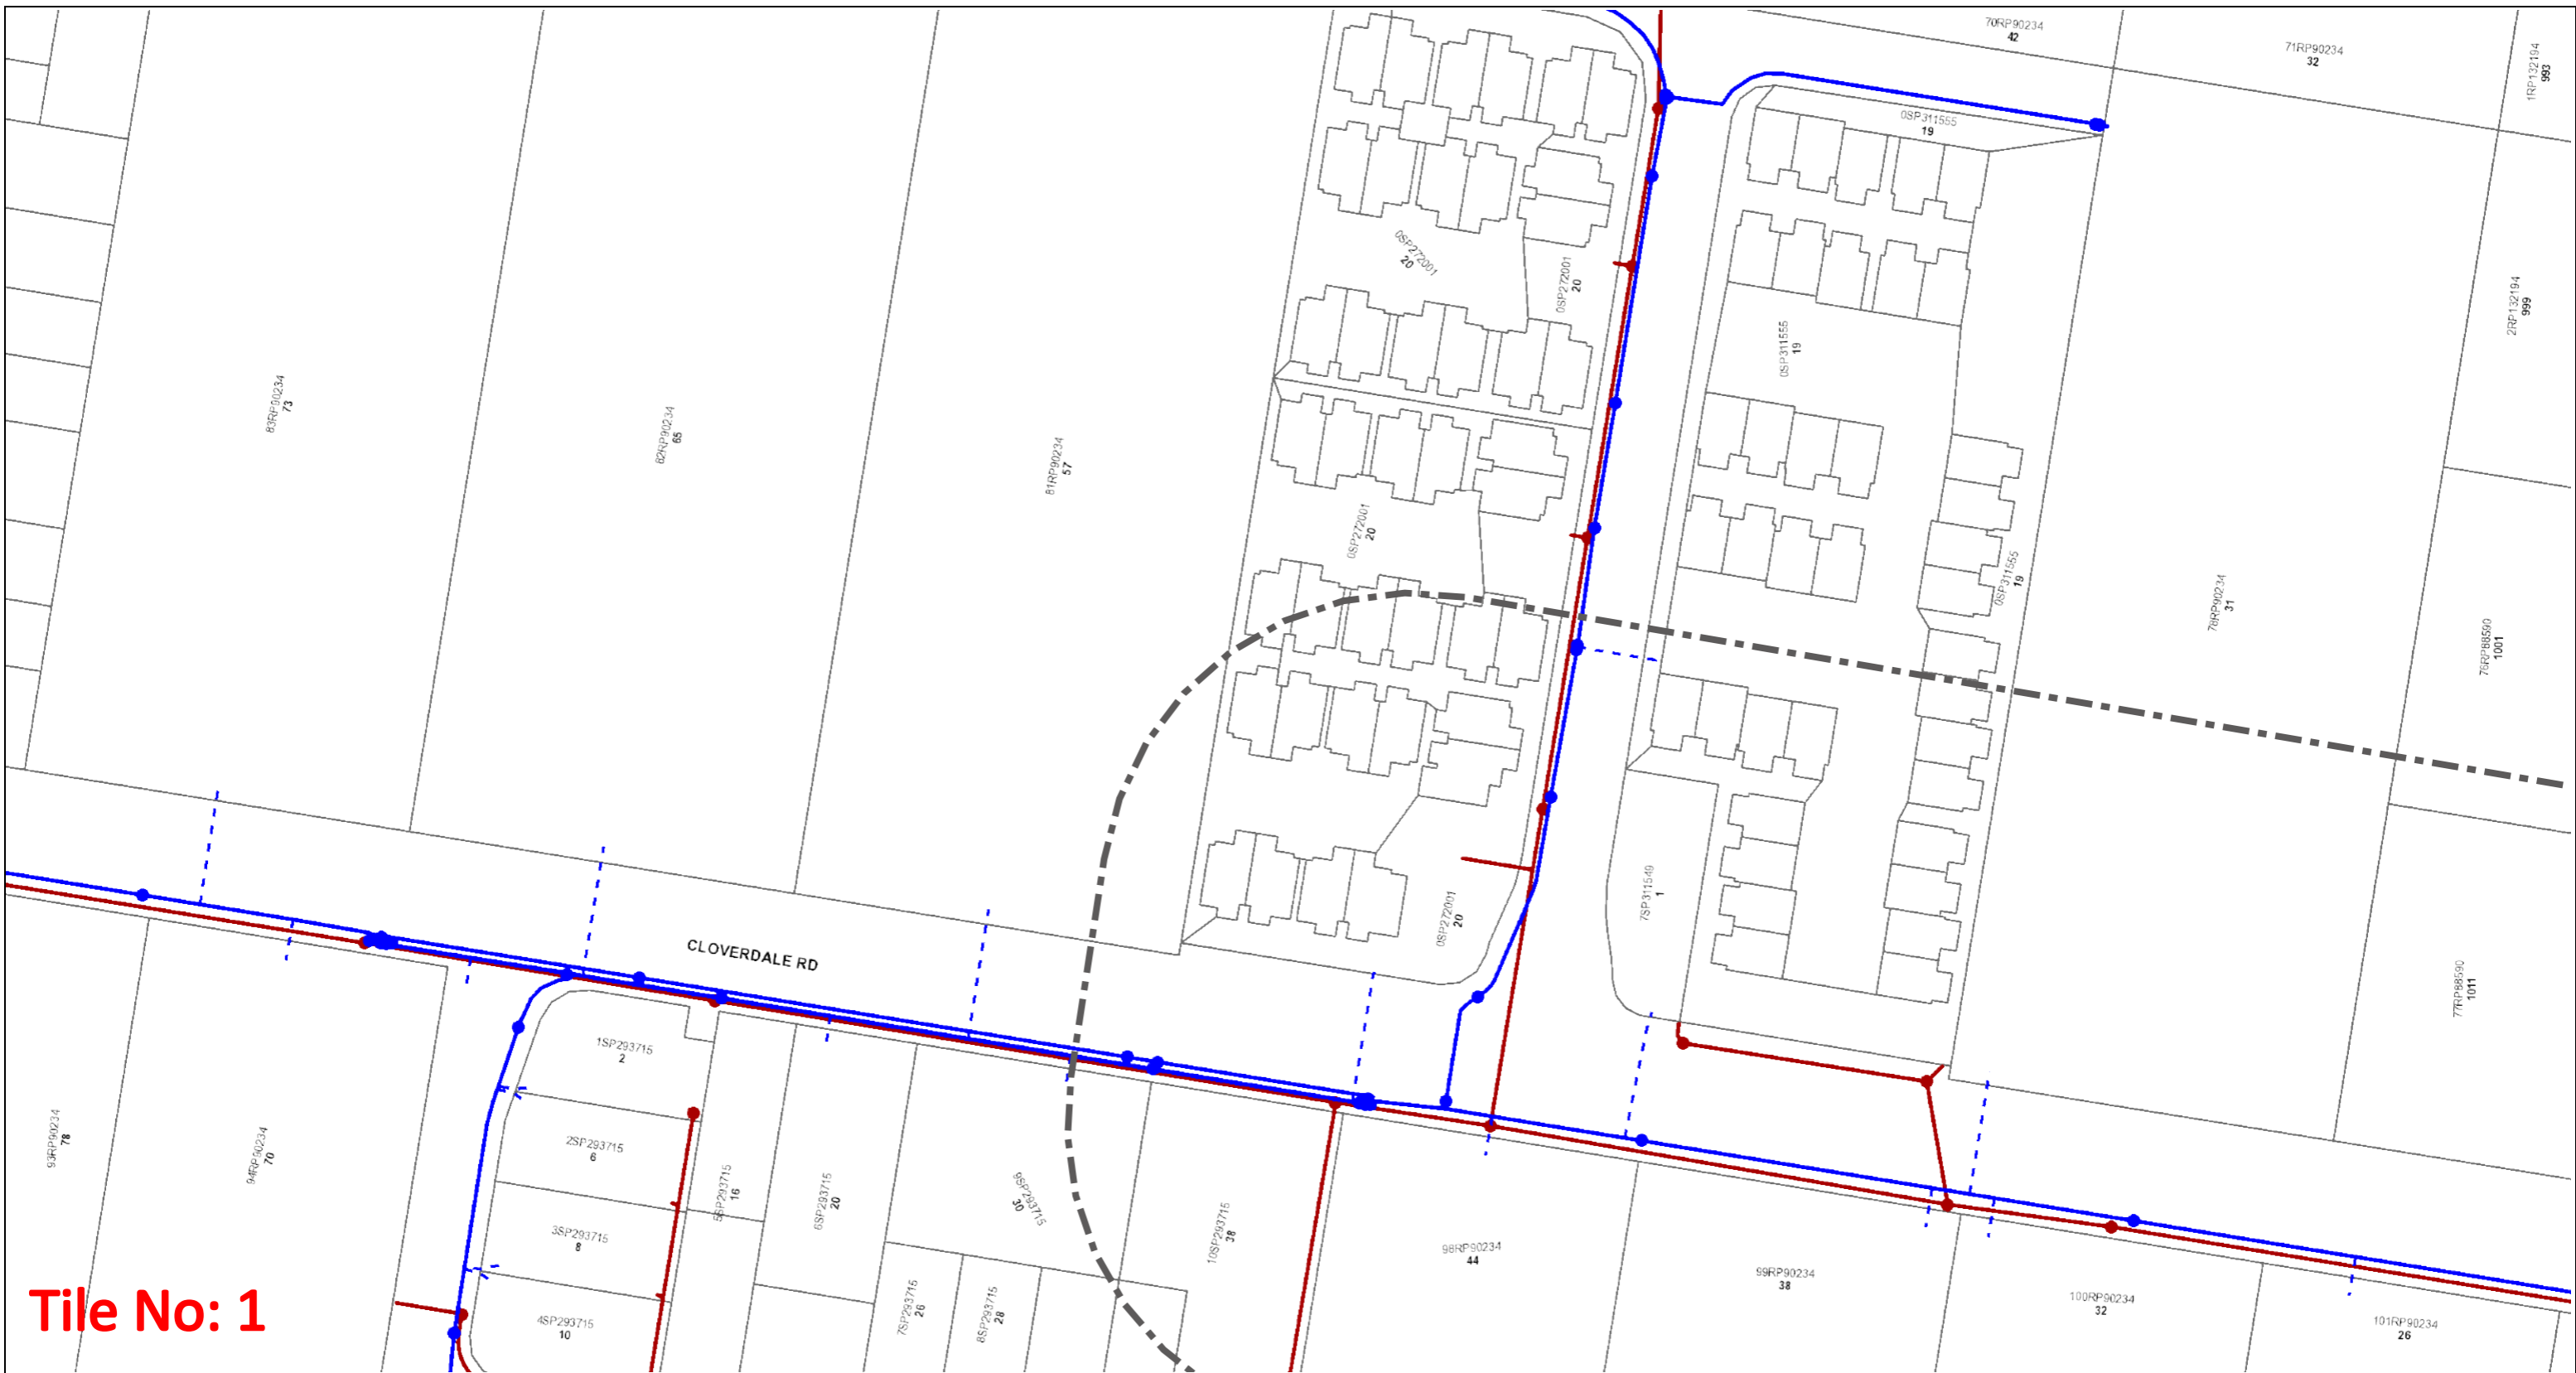 70RP90234
42
71RP90234
32
1RP132194
993
0SP311555
19
0SP272001
20
0SP272001
20
2RP132194
999
0SP311555
19
83RP90234
73
82RP90234
65
81RP90234
57
0SP272001
20
0SP311555
19
78RP90234
31
76RP88590
1001
7SP311549
1
0SP272001
20
CLOVERDALE RD
77RP88590
1011
1SP293715
2
93RP90234
78
94RP90234
70
2SP293715
6
5SP293715
16
6SP293715
20
9SP293715
30
10SP293715
38
3SP293715
8
98RP90234
44
99RP90234
38
100RP90234
32
101RP90234
26
7SP293715
26
8SP293715
28
4SP293715
10
Tile No: 1